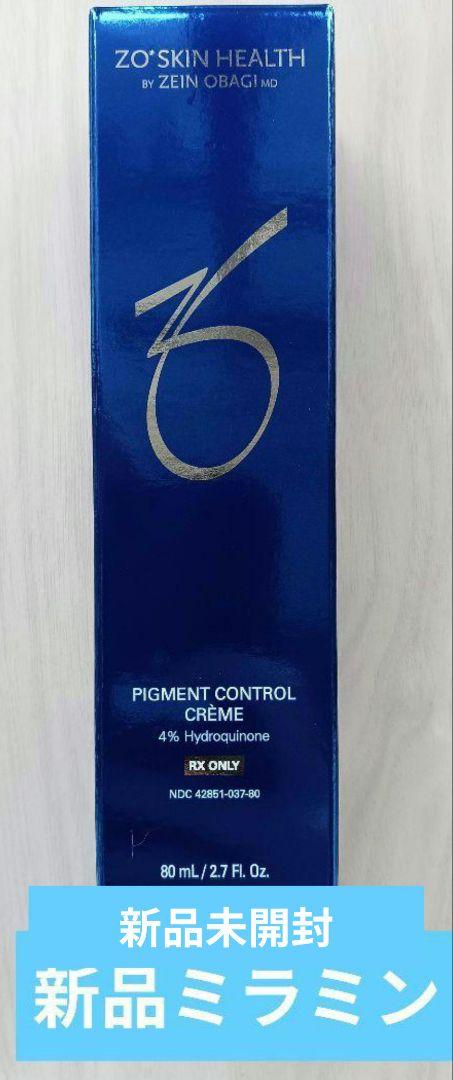 ZO® SKIN HEALTH
BY ZEIN OBAGI MD
PIGMENT CONTROL
CRÈME
4% Hydroquinone
RX ONLY
NDC 42851-037-80
80 mL / 2.7 Fl. Oz.
新品未開封
新品ミラミン